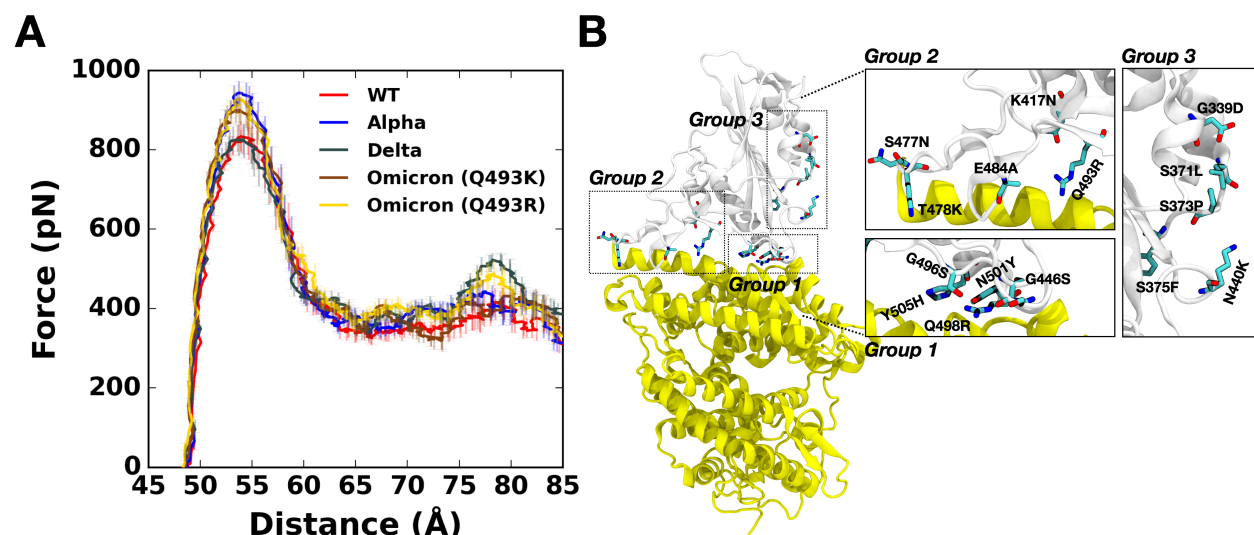 A
1000
800
600
400
200
0
45 50 55 60 65 70 75 80 85
Force (pN)
Distance (Å)
WT
Alpha
Delta
Omicron (Q493K)
Omicron (Q493R)
B
Group 3
Group 2
Group 1
Group 2
K417N
S477N
E484A
Q493R
T478K
G496S
N501Y
G446S
Y505H
Q498R
Group 1
Group 3
G339D
S371L
S373P
S375F
N440K